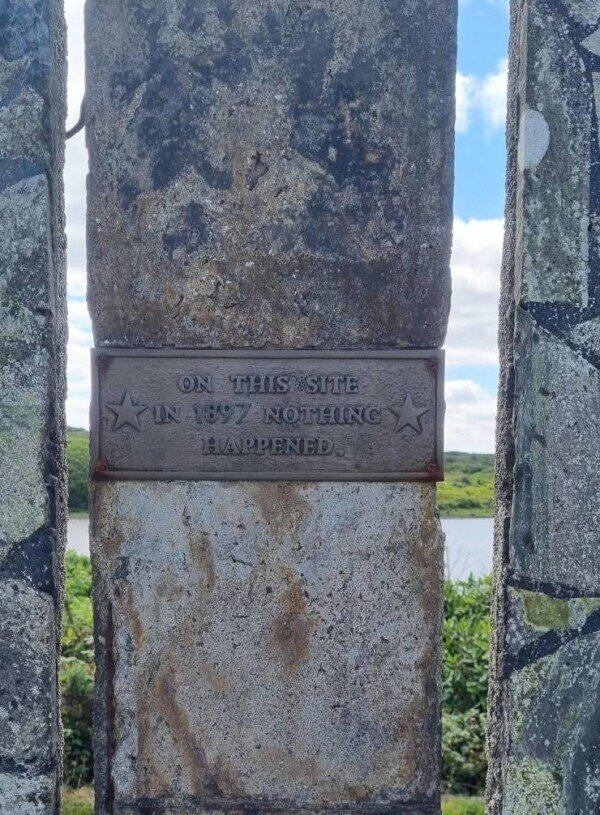 ON THIS SITE
IN 1897 NOTHING
HAPPENED.